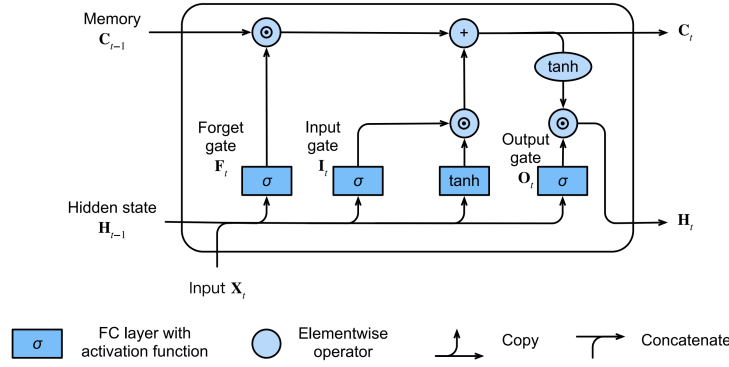 Memory
C_{t−1}
C_t
+
tanh
Forget
gate
F_t
Input
gate
I_t
Output
gate
O_t
σ
σ
tanh
σ
Hidden state
H_{t−1}
H_t
Input X_t
σ
FC layer with
activation function
Elementwise
operator
Copy
Concatenate